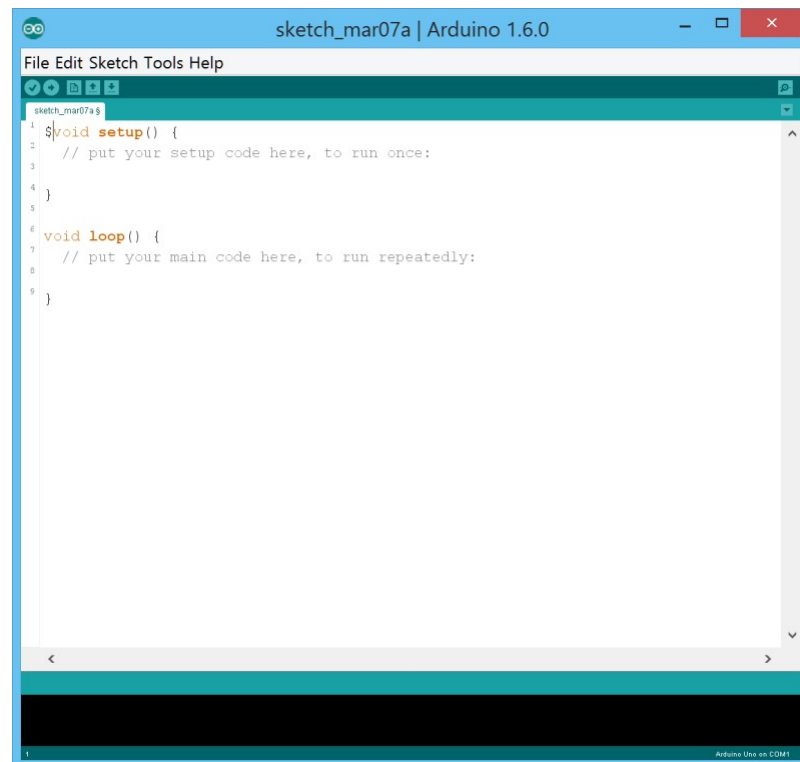 sketch_mar07a | Arduino 1.6.0
File Edit Sketch Tools Help
sketch_mar07a §
1 $void setup() {
2 // put your setup code here, to run once:
3
4 }
5
6 void loop() {
7 // put your main code here, to run repeatedly:
8
9 }
1 Arduino Uno on COM1